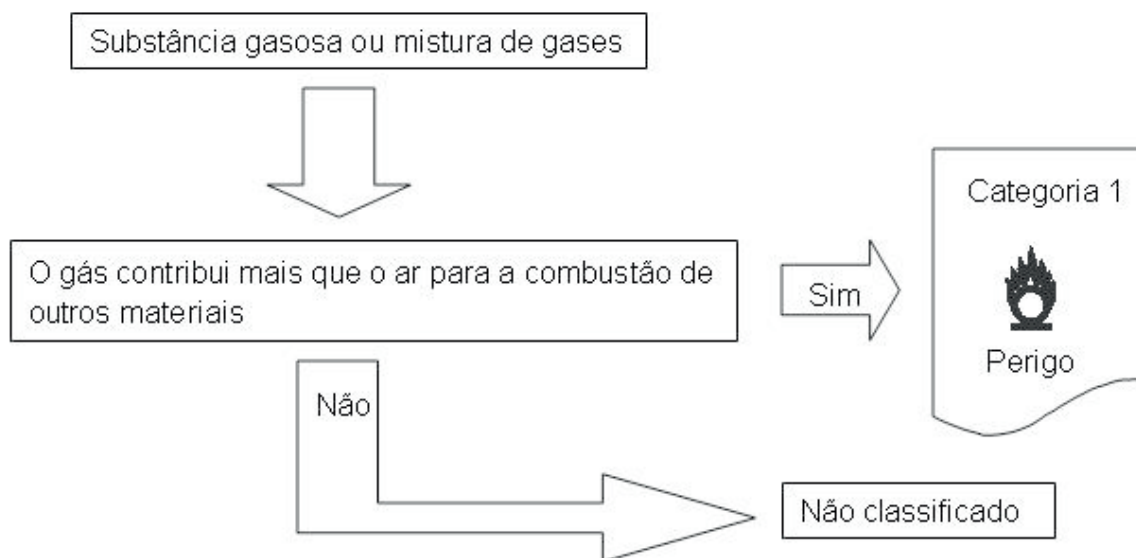 Substância gasosa ou mistura de gases
O gás contribui mais que o ar para a combustão de
outros materiais
Sim
Categoria 1
Perigo
Não
Não classificado